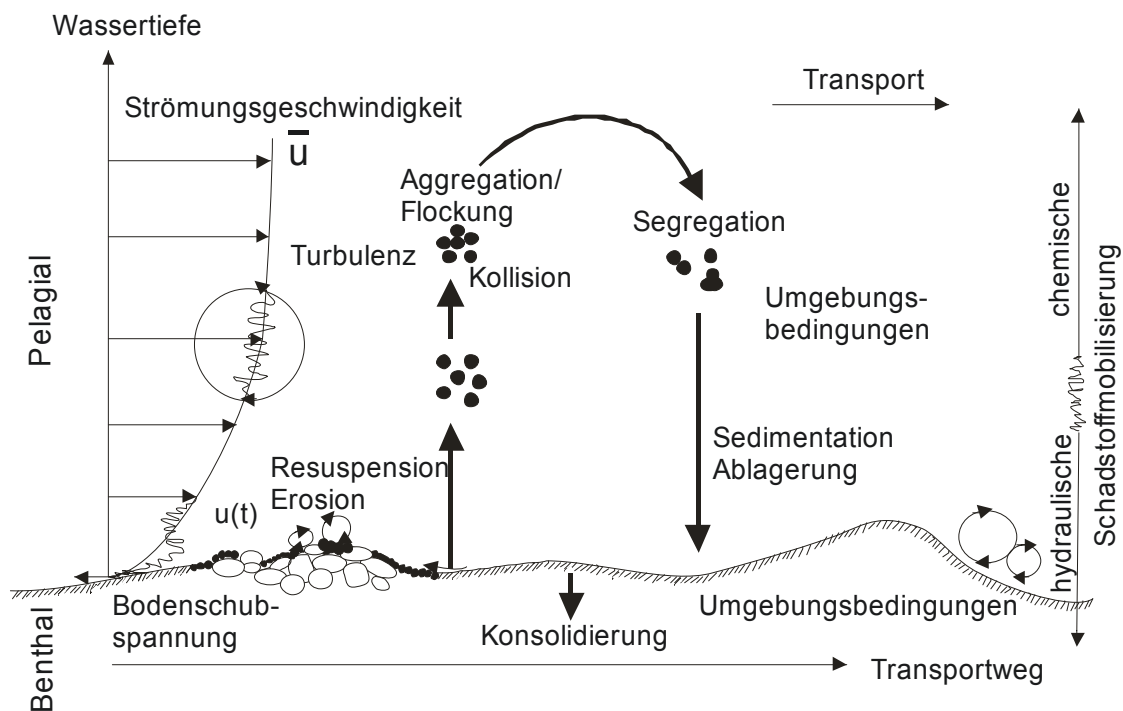 Wassertiefe
Strömungsgeschwindigkeit
u
Transport
Aggregation/
Flockung
Segregation
Turbulenz
Kollision
Umgebungs-
bedingungen
Pelagial
chemische
hydraulische
Schadstoffmobilisierung
Sedimentation
Ablagerung
Resuspension
Erosion
u(t)
Bodenschub-
spannung
Konsolidierung
Umgebungsbedingungen
Benthal
Transportweg